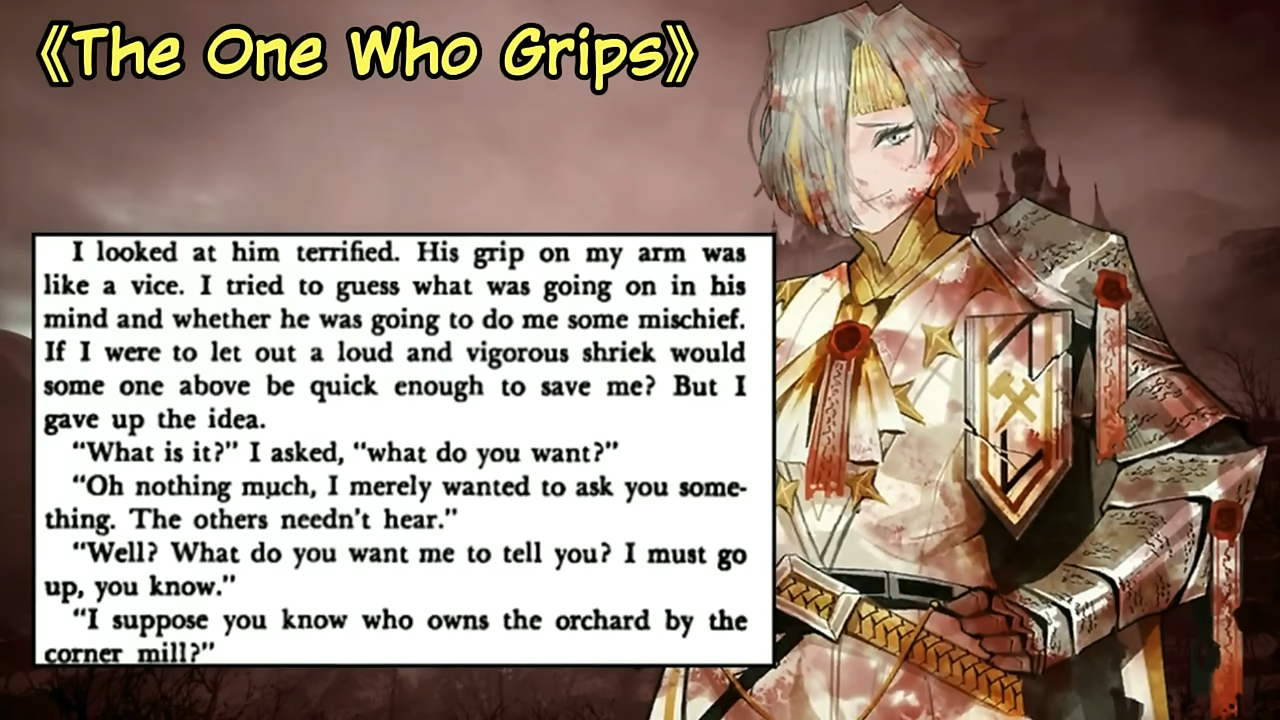 《The One Who Grips》
I looked at him terrified. His grip on my arm was
like a vice. I tried to guess what was going on in his
mind and whether he was going to do me some mischief.
If I were to let out a loud and vigorous shriek would
some one above be quick enough to save me? But I
gave up the idea.
“What is it?” I asked, “what do you want?”
“Oh nothing much, I merely wanted to ask you some-
thing. The others needn't hear.”
“Well? What do you want me to tell you? I must go
up, you know.”
“I suppose you know who owns the orchard by the
corner mill?”